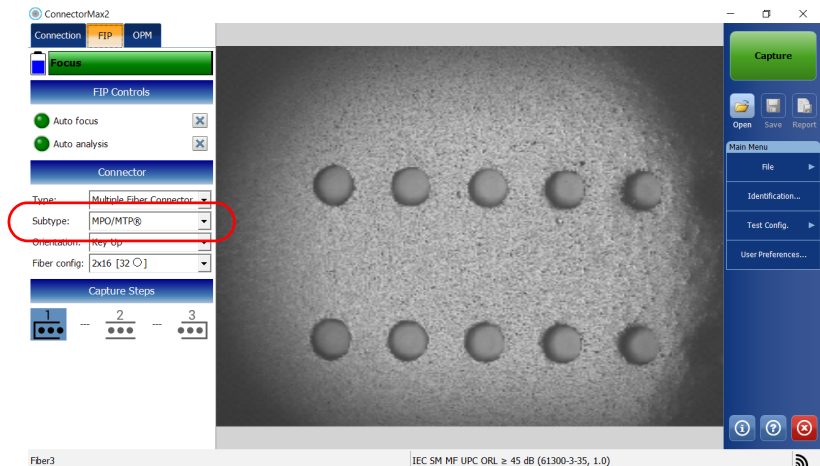 ConnectorMax2
Connection FIP OPM
Focus
FIP Controls
Auto focus
Auto analysis
Connector
Type: Multiple Fiber Connector
Subtype: MPO/MTP®
Orientation: Key Up
Fiber config: 2x16 [32 O]
Capture Steps
1 --- 2 --- 3
Capture
Open Save Report
Main Menu
File
Identification...
Test Config.
User Preferences...
Fiber3
IEC SM MF UPC ORL ≥ 45 dB (61300-3-35, 1.0)